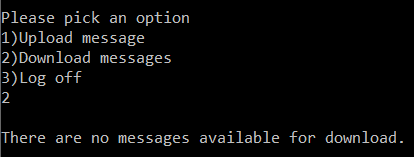 Please pick an option
1)Upload message
2)Download messages
3)Log off
2
There are no messages available for download.